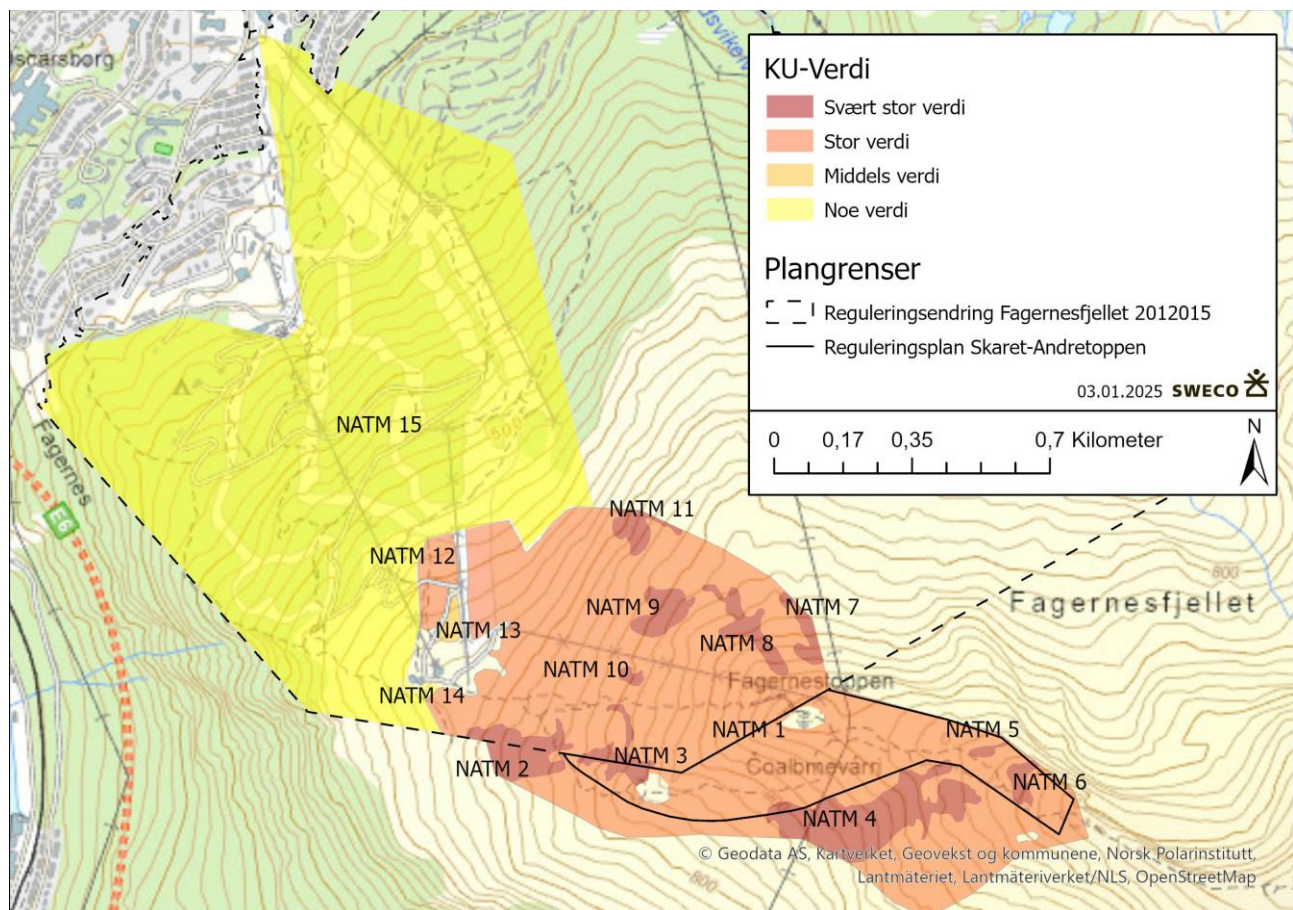 oscarsborg
KU-Verdi
Svært stor verdi
Stor verdi
Middels verdi
Noe verdi
Plangrenser
Reguleringsendring Fagernesfjellet 2012015
Reguleringsplan Skaret-Andretoppen
03.01.2025 SWECO
N
0 0,17 0,35 0,7 Kilometer
NATM 15
600
Fagernes
E6
NATM 11
NATM 12
800
NATM 9
NATM 7
Fagernesfjellet
NATM 13
NATM 8
NATM 10
Fagernestoppen
NATM 14
NATM 1
NATM 5
NATM 3
NATM 2
Coalbmevárri
NATM 6
NATM 4
800
© Geodata AS, Kartverket, Geovekst og kommunene, Norsk Polarinstitutt,
Lantmäteriet, Lantmäteriverket/NLS, OpenStreetMap